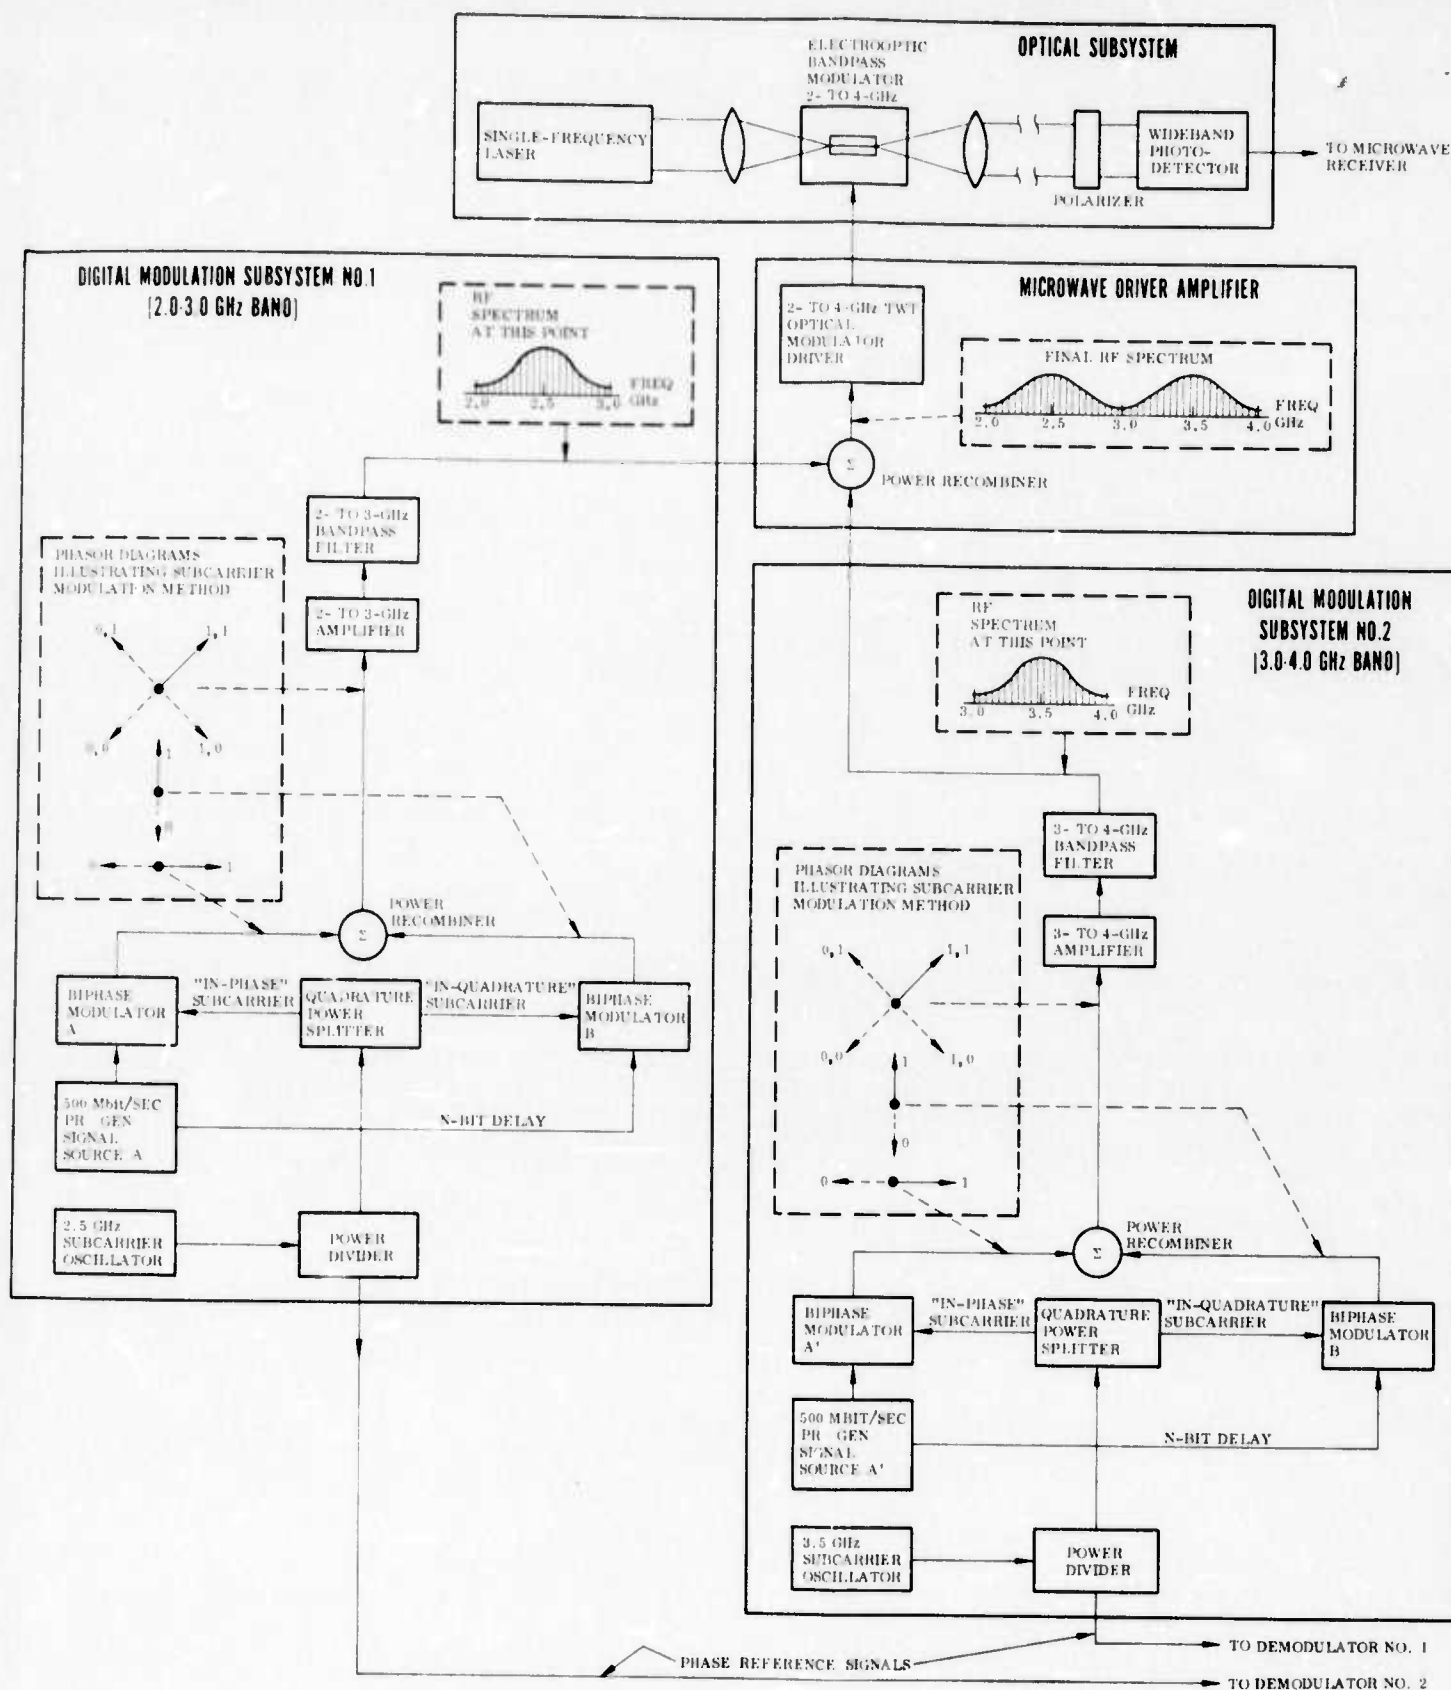 OPTICAL SUBSYSTEM
ELECTROOPTIC
BANDPASS
MODULATOR
2- TO 4-GHz
SINGLE-FREQUENCY
LASER
POLARIZER
WIDEBAND
PHOTO-
DETECTOR
TO MICROWAVE
RECEIVER
DIGITAL MODULATION SUBSYSTEM NO.1
(2.0-3.0 GHz BAND)
RF
SPECTRUM
AT THIS POINT
FREQ
GHz
2.0 2.5 3.0
MICROWAVE DRIVER AMPLIFIER
2- TO 4-GHz TWT
OPTICAL
MODULATOR
DRIVER
FINAL RF SPECTRUM
FREQ
GHz
2.0 2.5 3.0 3.5 4.0
Σ
POWER RECOMBINER
2- TO 3-GHz
BANDPASS
FILTER
2- TO 3-GHz
AMPLIFIER
PHASOR DIAGRAMS
ILLUSTRATING SUBCARRIER
MODULATION METHOD
0,1 1,1
0,0 1,0
1
1
POWER
RECOMBINER
Σ
BIPHASE
MODULATOR
A
"IN-PHASE"
SUBCARRIER
QUADRATURE
POWER
SPLITTER
"IN-QUADRATURE"
SUBCARRIER
BIPHASE
MODULATOR
B
500 Mbit/SEC
PR GEN
SIGNAL
SOURCE A
N-BIT DELAY
2.5 GHz
SUBCARRIER
OSCILLATOR
POWER
DIVIDER
DIGITAL MODULATION
SUBSYSTEM NO.2
(3.0-4.0 GHz BAND)
RF
SPECTRUM
AT THIS POINT
FREQ
GHz
3.0 3.5 4.0
3- TO 4-GHz
BANDPASS
FILTER
3- TO 4-GHz
AMPLIFIER
PHASOR DIAGRAMS
ILLUSTRATING SUBCARRIER
MODULATION METHOD
0,1 1,1
0,0 1,0
1
0
0 1
POWER
RECOMBINER
Σ
BIPHASE
MODULATOR
A'
"IN-PHASE"
SUBCARRIER
QUADRATURE
POWER
SPLITTER
"IN-QUADRATURE"
SUBCARRIER
BIPHASE
MODULATOR
B
500 MBIT/SEC
PR GEN
SIGNAL
SOURCE A'
N-BIT DELAY
3.5 GHz
SUBCARRIER
OSCILLATOR
POWER
DIVIDER
PHASE REFERENCE SIGNALS
TO DEMODULATOR NO. 1
TO DEMODULATOR NO. 2